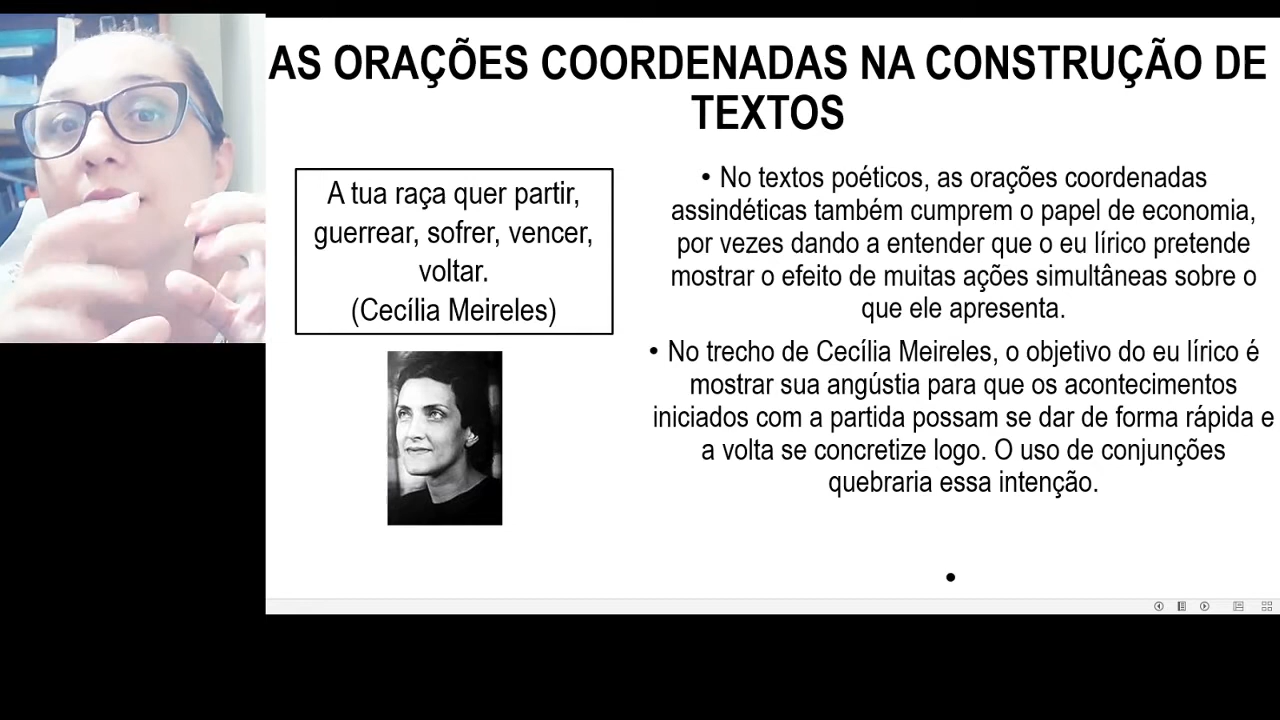 AS ORAÇÕES COORDENADAS NA CONSTRUÇÃO DE
TEXTOS
A tua raça quer partir,
guerrear, sofrer, vencer,
voltar.
(Cecília Meireles)
• No textos poéticos, as orações coordenadas
assindéticas também cumprem o papel de economia,
por vezes dando a entender que o eu lírico pretende
mostrar o efeito de muitas ações simultâneas sobre o
que ele apresenta.
• No trecho de Cecília Meireles, o objetivo do eu lírico é
mostrar sua angústia para que os acontecimentos
iniciados com a partida possam se dar de forma rápida e
a volta se concretize logo. O uso de conjunções
quebraria essa intenção.
•